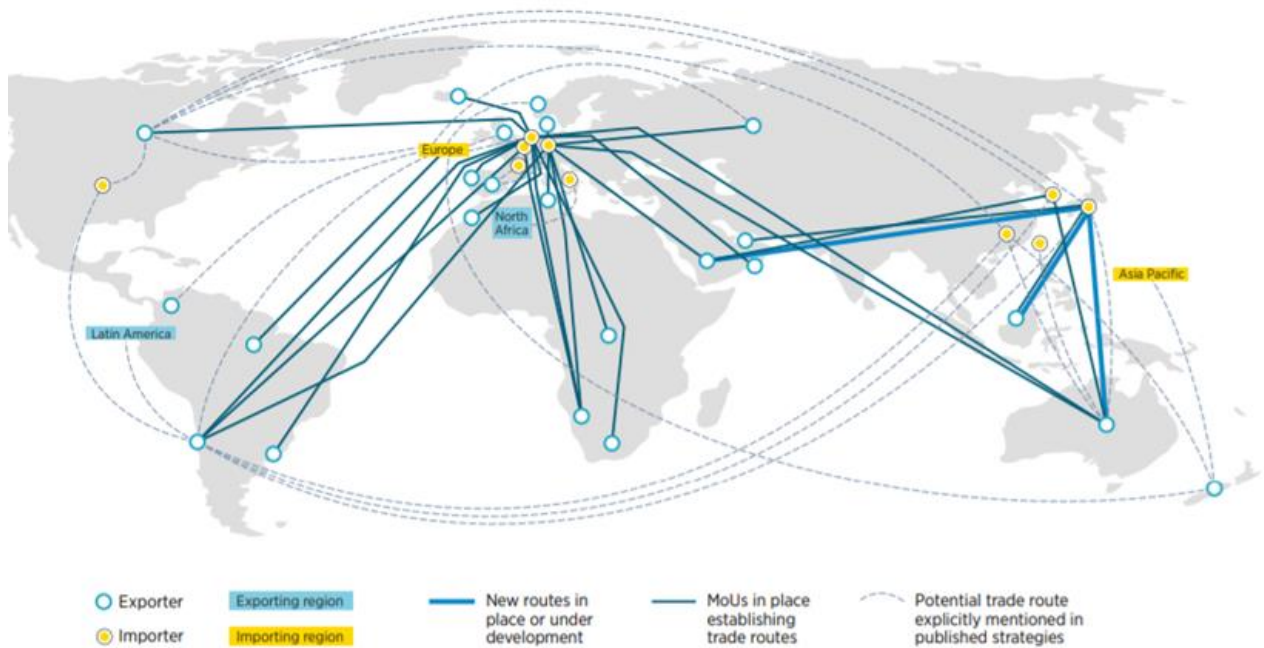 Europe
North
Africa
Asia Pacific
Latin America
Exporter
Importer
Exporting region
Importing region
New routes in
place or under
development
MoUs in place
establishing
trade routes
Potential trade route
explicitly mentioned in
published strategies